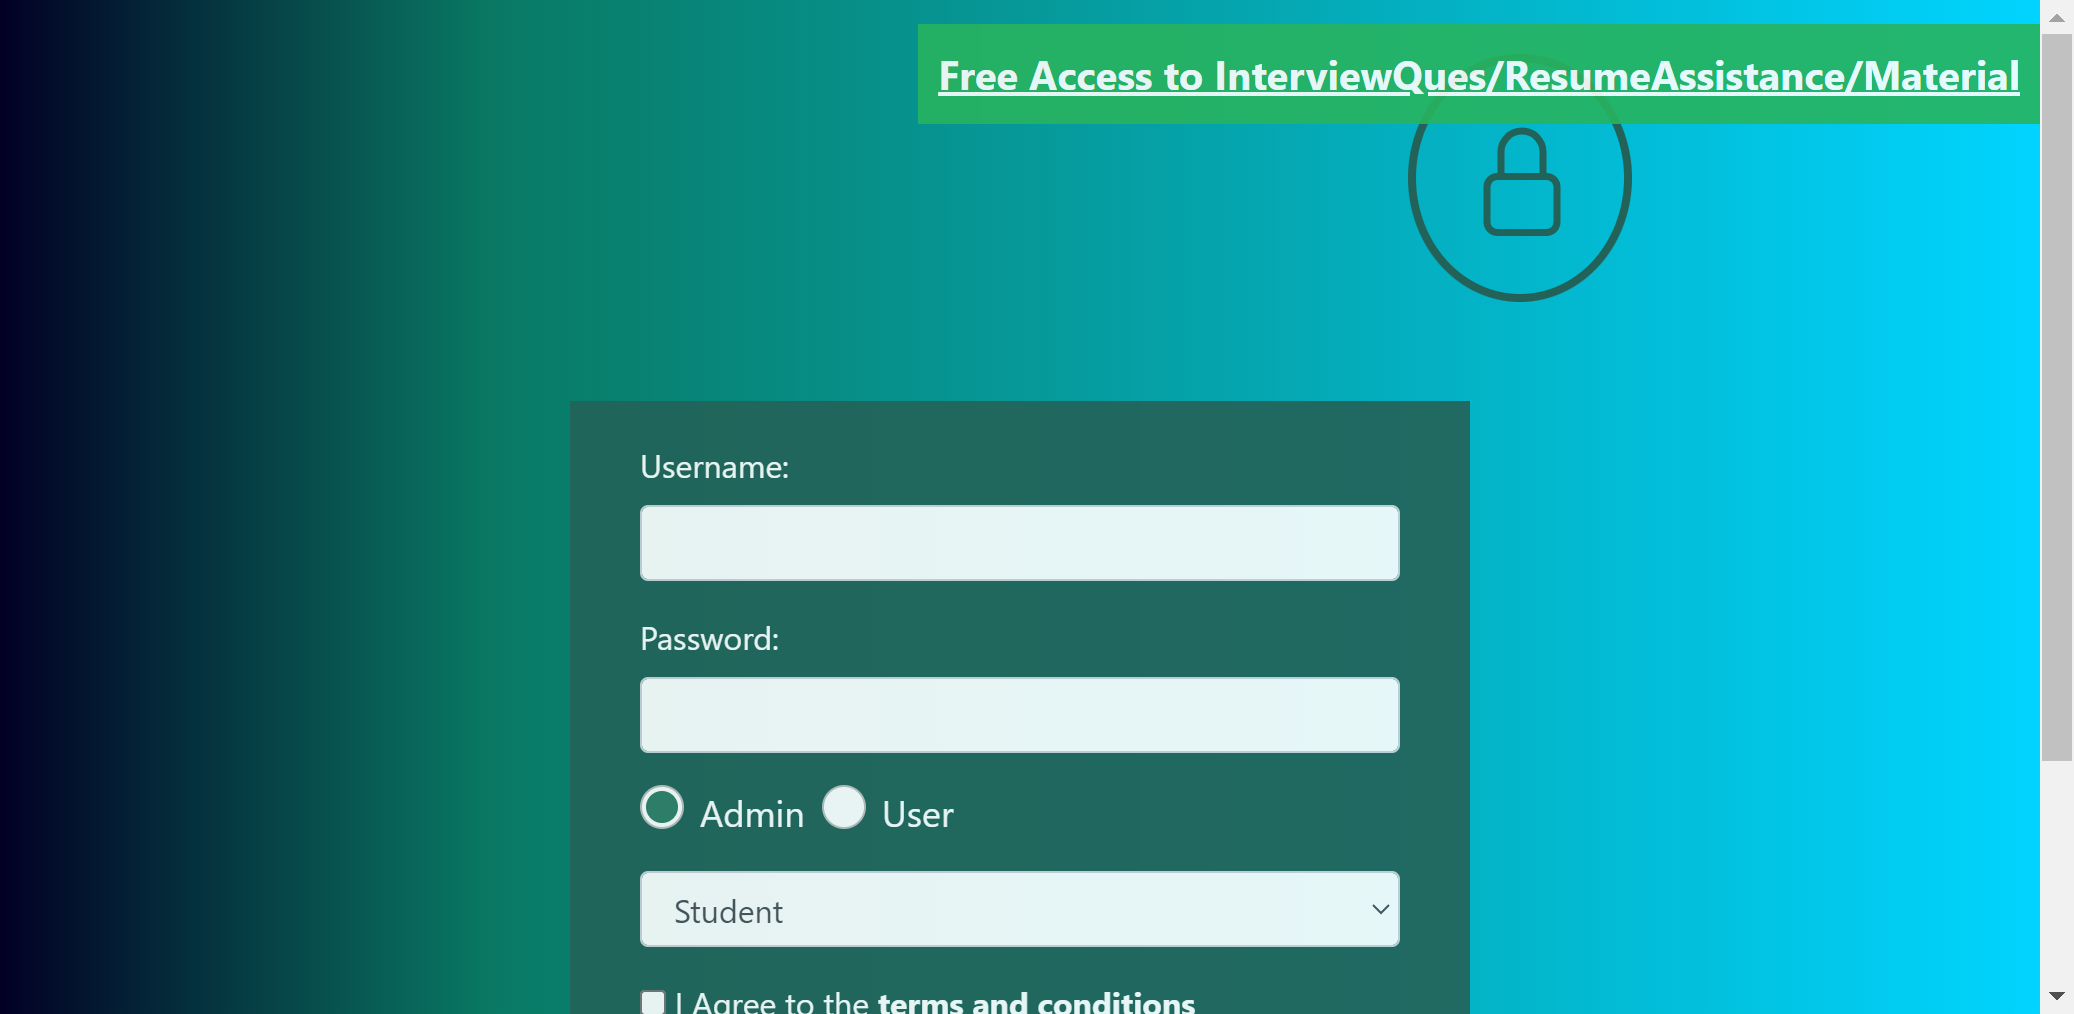 Free Access to InterviewQues/ResumeAssistance/Material
Username:
Password:
Admin User
Student
I Agree to the terms and conditions